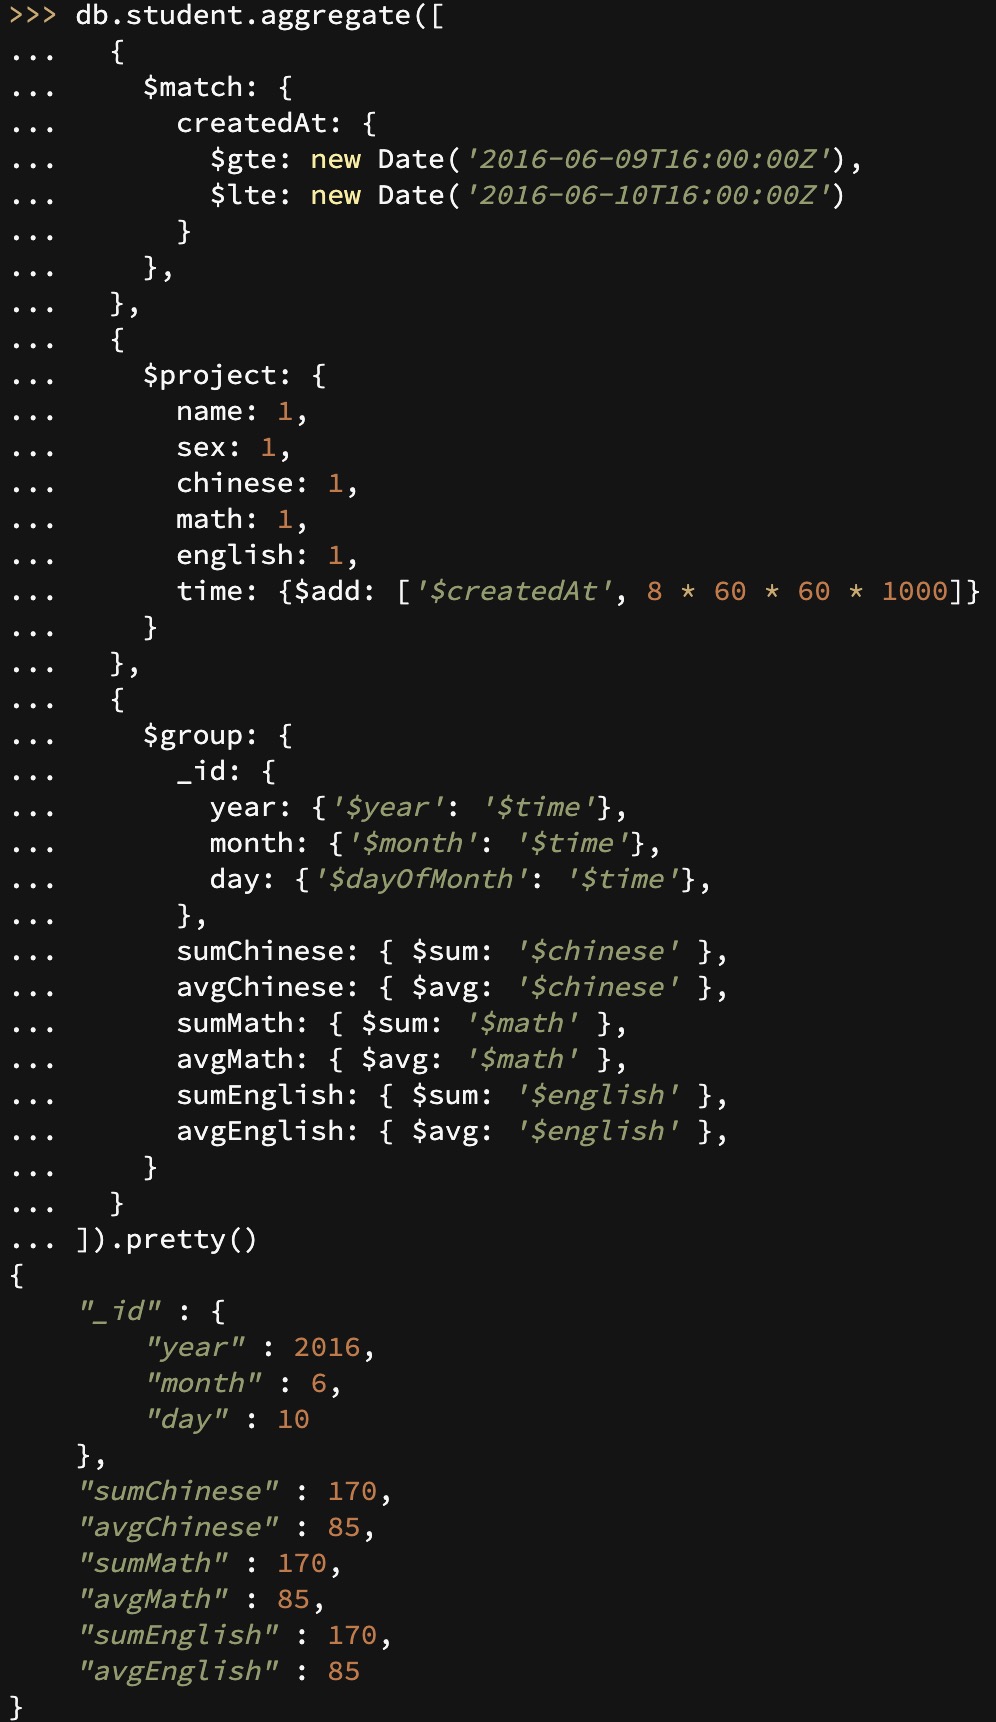 >>> db.student.aggregate([
...   {
...     $match: {
...       createdAt: {
...         $gte: new Date('2016-06-09T16:00:00Z'),
...         $lte: new Date('2016-06-10T16:00:00Z')
...       }
...     },
...   },
...   {
...     $project: {
...       name: 1,
...       sex: 1,
...       chinese: 1,
...       math: 1,
...       english: 1,
...       time: {$add: ['$createdAt', 8 * 60 * 60 * 1000]}
...     }
...   },
...   {
...     $group: {
...       _id: {
...         year: {'$year': '$time'},
...         month: {'$month': '$time'},
...         day: {'$dayOfMonth': '$time'},
...       },
...       sumChinese: { $sum: '$chinese' },
...       avgChinese: { $avg: '$chinese' },
...       sumMath: { $sum: '$math' },
...       avgMath: { $avg: '$math' },
...       sumEnglish: { $sum: '$english' },
...       avgEnglish: { $avg: '$english' },
...     }
...   }
... ]).pretty()
{
    "_id" : {
        "year" : 2016,
        "month" : 6,
        "day" : 10
    },
    "sumChinese" : 170,
    "avgChinese" : 85,
    "sumMath" : 170,
    "avgMath" : 85,
    "sumEnglish" : 170,
    "avgEnglish" : 85
}